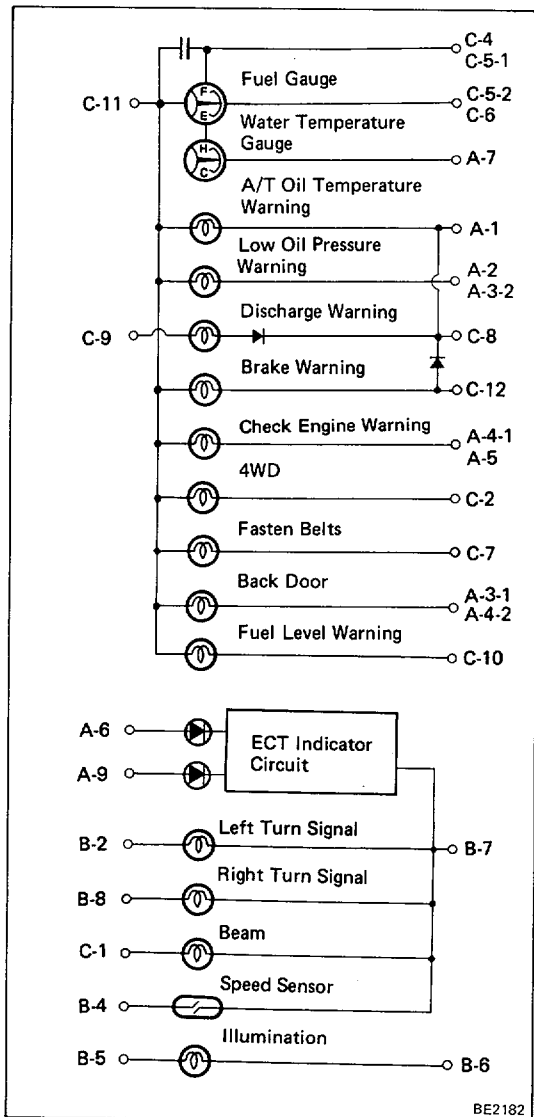 C-4
C-5-1
Fuel Gauge
F
E
C-11
C-5-2
C-6
Water Temperature
Gauge
H
C
A-7
A/T Oil Temperature
Warning
A-1
Low Oil Pressure
Warning
A-2
A-3-2
Discharge Warning
C-9
C-8
Brake Warning
C-12
Check Engine Warning
A-4-1
A-5
4WD
C-2
Fasten Belts
C-7
Back Door
A-3-1
A-4-2
Fuel Level Warning
C-10
A-6
A-9
ECT Indicator
Circuit
Left Turn Signal
B-2
B-7
Right Turn Signal
B-8
Beam
C-1
Speed Sensor
B-4
Illumination
B-5
B-6
BE2182